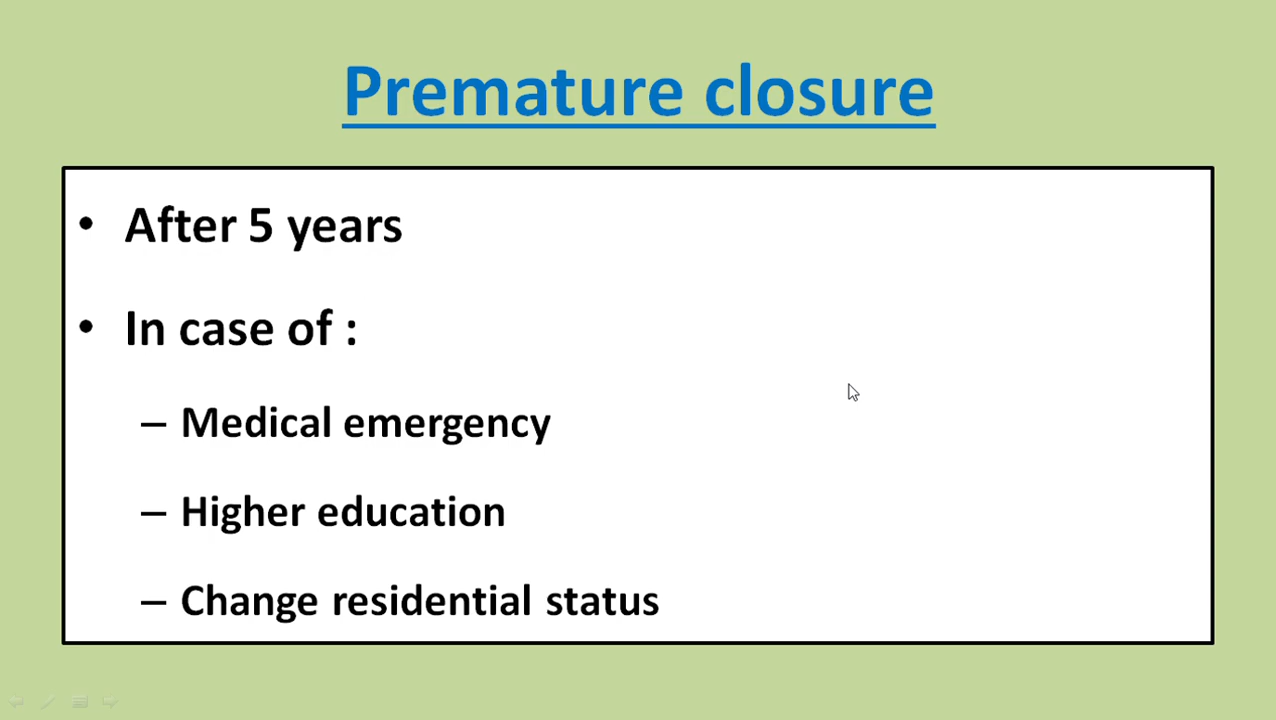 Premature closure
• After 5 years
• In case of :
– Medical emergency
– Higher education
– Change residential status